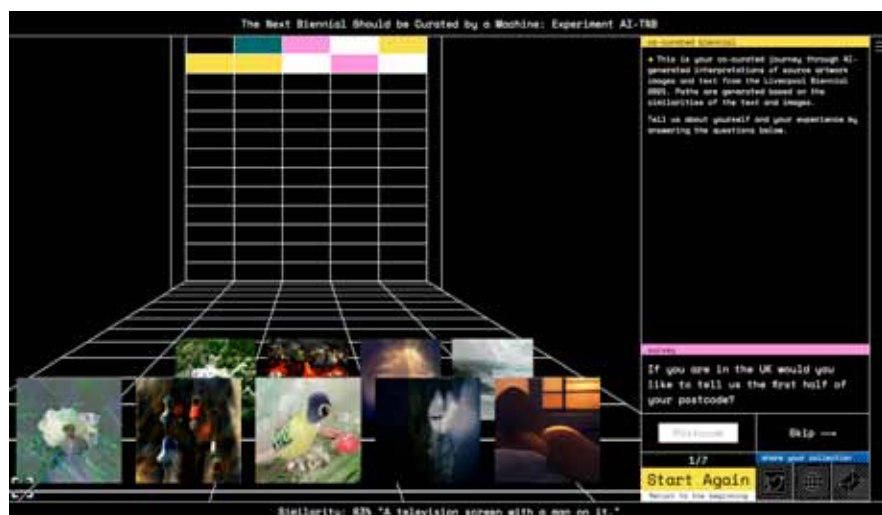 The Next Biennial Should be Curated by a Machine: Experiment AI-TNB
co-curated biennial
→ This is your co-curated journey through AI-
generated interpretations of source artwork
images and text from the Liverpool Biennial
2021. Paths are generated based on the
similarities of the text and images.
Tell us about yourself and your experience by
answering the questions below.
survey
If you are in the UK would you
like to tell us the first half of
your postcode?
Postcode
Skip →
1/7
share your collection
Start Again
Return to the beginning
Similarity: 83% "A television screen with a man on it."